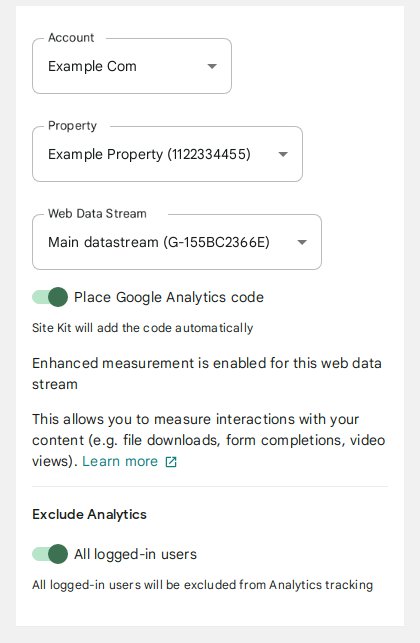 Account
Example Com
Property
Example Property (1122334455)
Web Data Stream
Main datastream (G-155BC2366E)
Place Google Analytics code
Site Kit will add the code automatically
Enhanced measurement is enabled for this web data
stream
This allows you to measure interactions with your
content (e.g. file downloads, form completions, video
views). Learn more
Exclude Analytics
All logged-in users
All logged-in users will be excluded from Analytics tracking